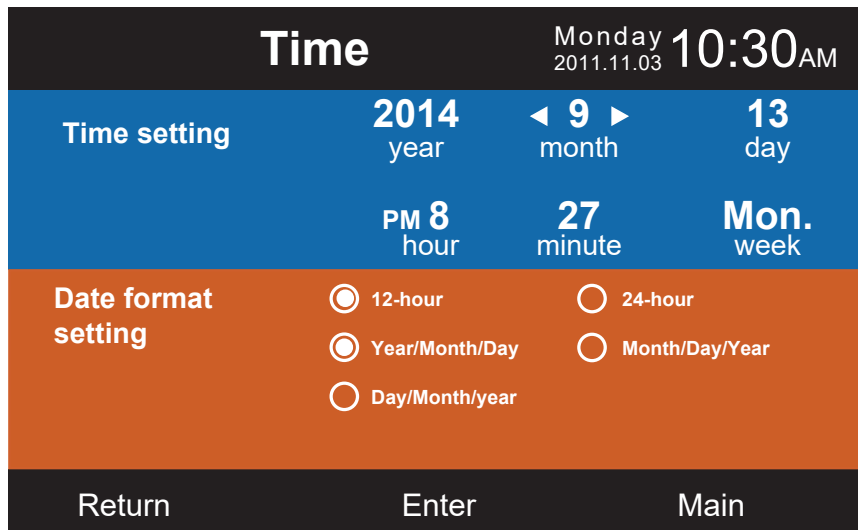 Time
Monday
2011.11.03
10:30AM
Time setting
2014
year
9
month
13
day
PM 8
hour
27
minute
Mon.
week
Date format
setting
12-hour
24-hour
Year/Month/Day
Month/Day/Year
Day/Month/year
Return
Enter
Main